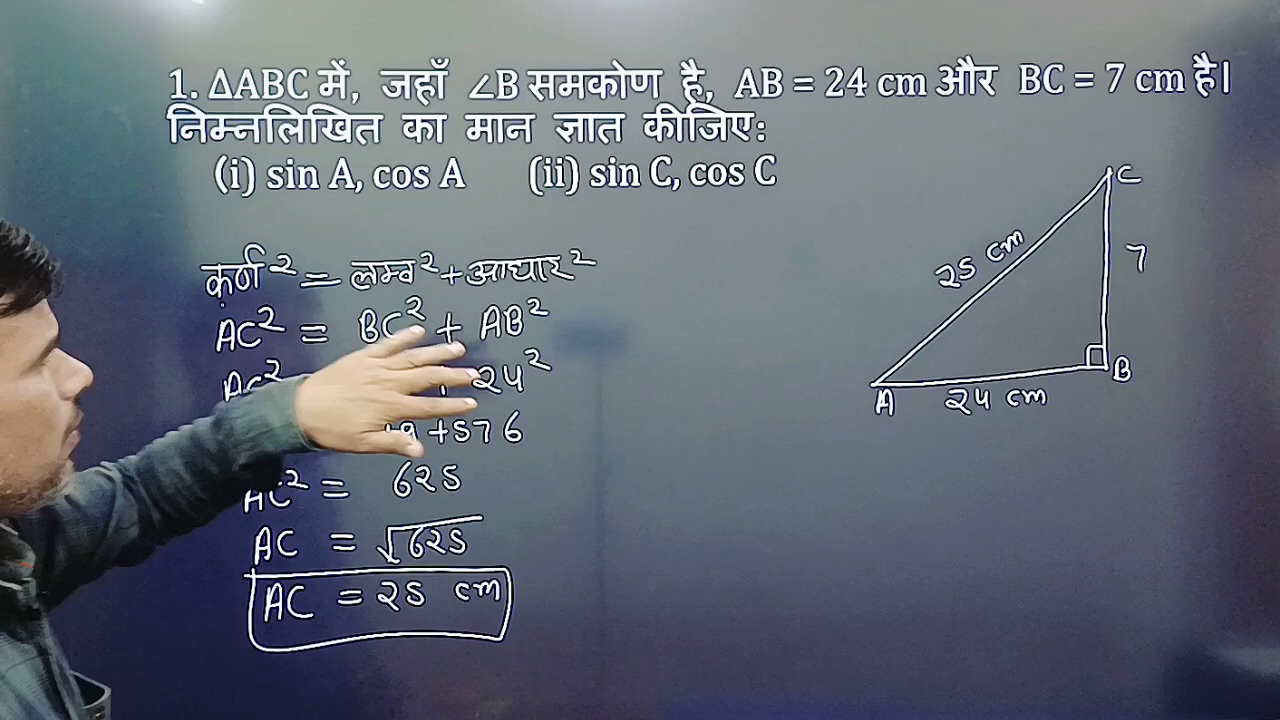 1. ΔABC में, जहाँ ∠B समकोण है, AB = 24 cm और BC = 7 cm है।
निम्नलिखित का मान ज्ञात कीजिए:
(i) sin A, cos A (ii) sin C, cos C
कर्ण² = लम्ब² + आधार²
AC² = BC² + AB²
AC² 24²
+576
AC² = 625
AC = √625
AC = 25 cm
C
25 cm
7
B
A
24 cm